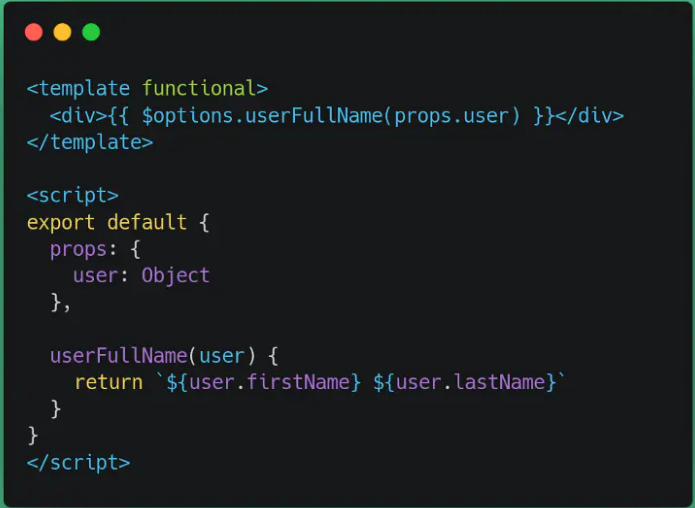 <template functional>
  <div>{{ $options.userFullName(props.user) }}</div>
</template>

<script>
export default {
  props: {
    user: Object
  },

  userFullName(user) {
    return `${user.firstName} ${user.lastName}`
  }
}
</script>